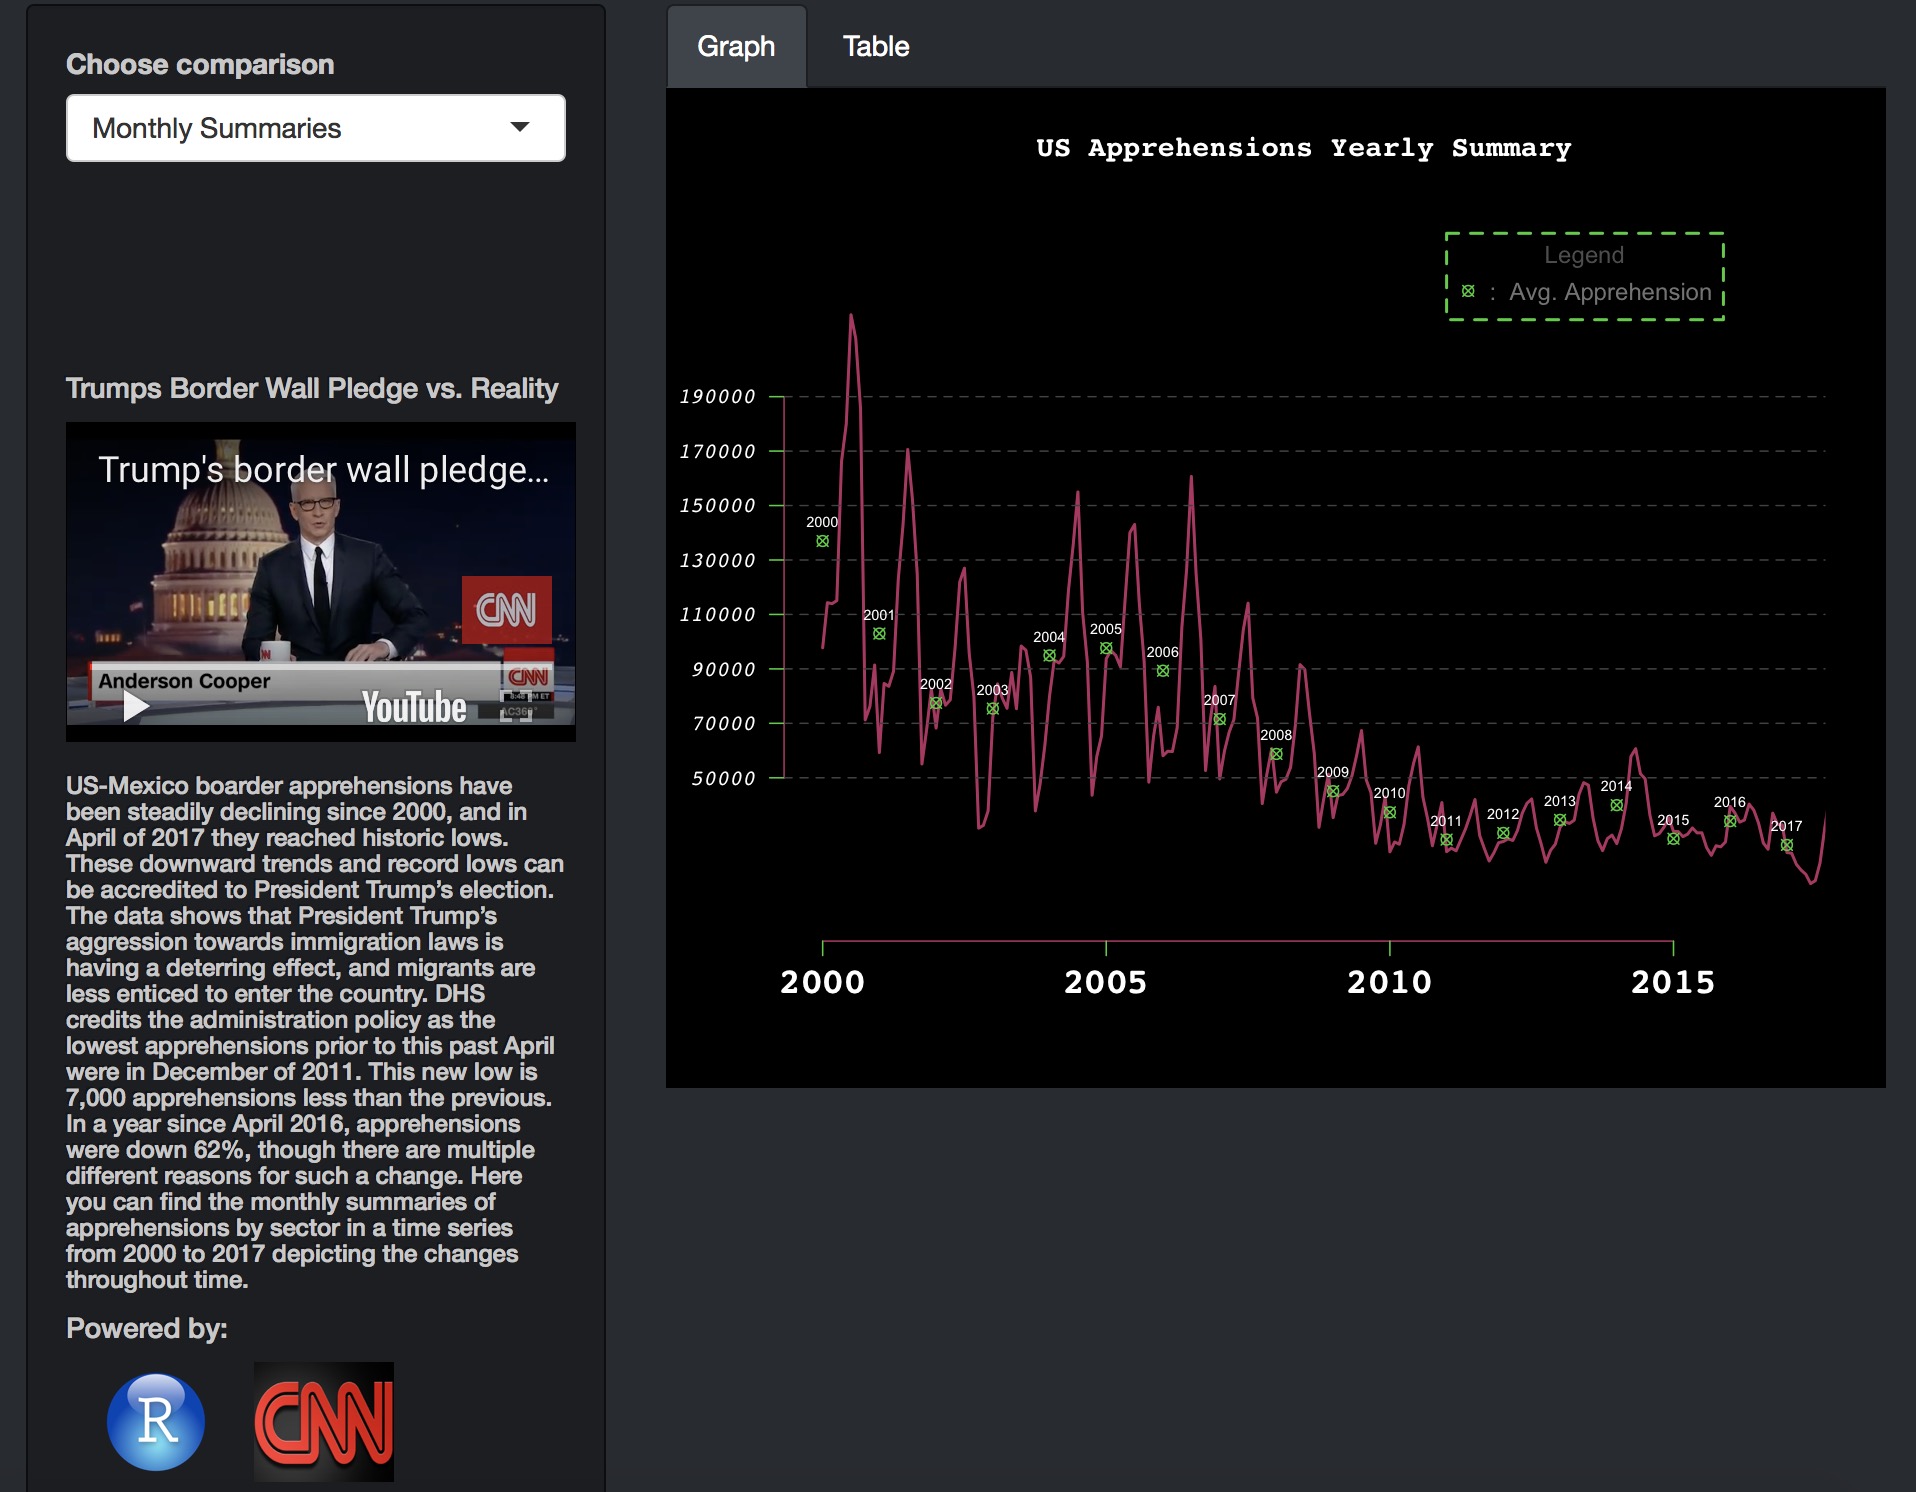 Choose comparison
Monthly Summaries
Trumps Border Wall Pledge vs. Reality
Trump's border wall pledge...
CNN
Anderson Cooper
CNN
8:48 PM ET
AC360°
YouTube
US-Mexico boarder apprehensions have
been steadily declining since 2000, and in
April of 2017 they reached historic lows.
These downward trends and record lows can
be accredited to President Trump’s election.
The data shows that President Trump’s
aggression towards immigration laws is
having a deterring effect, and migrants are
less enticed to enter the country. DHS
credits the administration policy as the
lowest apprehensions prior to this past April
were in December of 2011. This new low is
7,000 apprehensions less than the previous.
In a year since April 2016, apprehensions
were down 62%, though there are multiple
different reasons for such a change. Here
you can find the monthly summaries of
apprehensions by sector in a time series
from 2000 to 2017 depicting the changes
throughout time.
Powered by:
R
CNN
Graph
Table
US Apprehensions Yearly Summary
Legend
: Avg. Apprehension
190000
170000
150000
130000
110000
90000
70000
50000
2000
2001
2002
2003
2004
2005
2006
2007
2008
2009
2010
2011
2012
2013
2014
2015
2016
2017
2000
2005
2010
2015